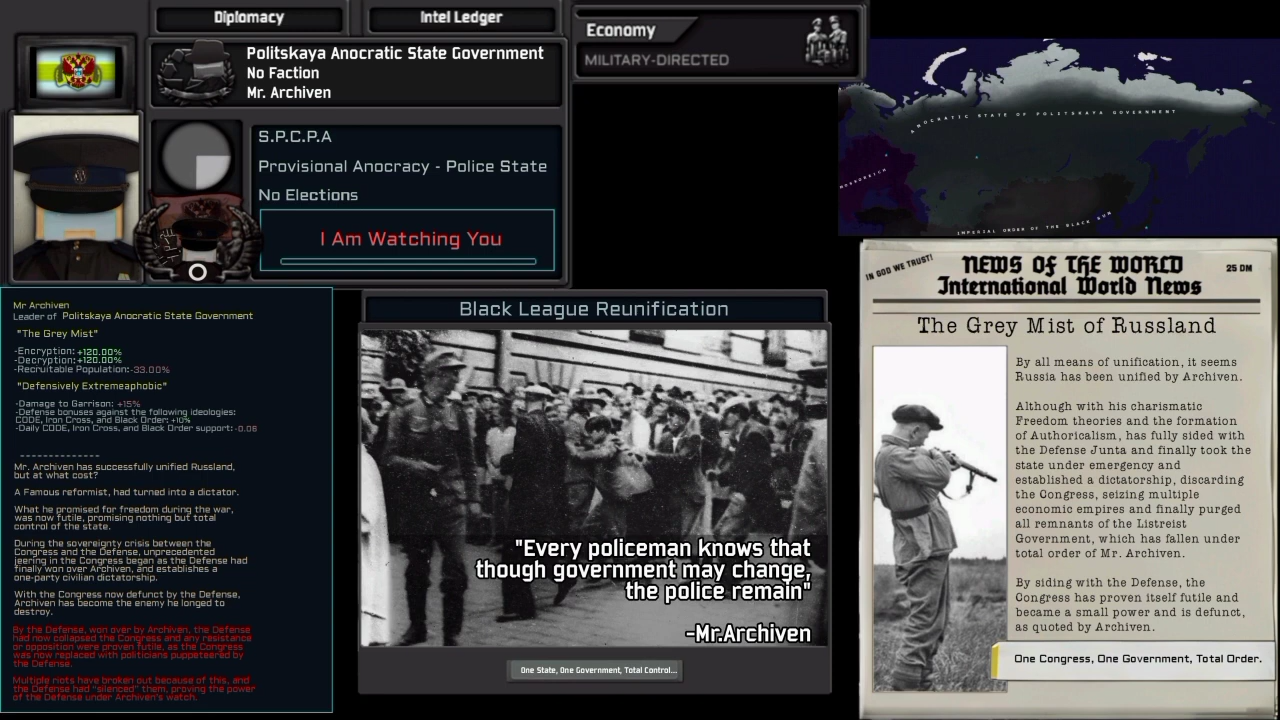 Diplomacy
Intel Ledger
Politskaya Anocratic State Government
No Faction
Mr. Archiven
S.P.C.P.A
Provisional Anocracy - Police State
No Elections
I Am Watching You
Economy
MILITARY-DIRECTED
ANOCRATIC STATE OF POLITSKAYA GOVERNMENT
IMPERIAL ORDER OF THE BLACK SUN
Mr Archiven
Leader of Politskaya Anocratic State Government
"The Grey Mist"
-Encryption: +120.00%
-Decryption: +120.00%
-Recruitable Population: -33.00%
"Defensively Extremeaphobic"
-Damage to Garrison: +15%
-Defense bonuses against the following ideologies:
CODE, Iron Cross, and Black Order: +10%
-Daily CODE, Iron Cross, and Black Order support: -0.06
--------------
Mr. Archiven has successfully unified Russland,
but at what cost?
A Famous reformist, had turned into a dictator.
What he promised for freedom during the war,
was now futile, promising nothing but total
control of the state.
During the sovereignty crisis between the
Congress and the Defense, unprecedented
jeering in the Congress began as the Defense had
finally won over Archiven, and establishes a
one-party civilian dictatorship.
With the Congress now defunct by the Defense,
Archiven has become the enemy he longed to
destroy.
By the Defense, won over by Archiven, the Defense
had now collapsed the Congress and any resistance
or opposition were proven futile, as the Congress
was now replaced with politicians puppeteered by
the Defense.
Multiple riots have broken out because of this, and
the Defense had "silenced" them, proving the power
of the Defense under Archiven's watch.
Black League Reunification
"Every policeman knows that
though government may change,
the police remain"
-Mr.Archiven
One State, One Government, Total Control...
IN GOD WE TRUST!
NEWS OF THE WORLD
International World News
25 DM
The Grey Mist of Russland
By all means of unification, it seems
Russia has been unified by Archiven.
Although with his charismatic
Freedom theories and the formation
of Authoricalism, has fully sided with
the Defense Junta and finally took the
state under emergency and
established a dictatorship, discarding
the Congress, seizing multiple
economic empires and finally purged
all remnants of the Listreist
Government, which has fallen under
total order of Mr. Archiven.
By siding with the Defense, the
Congress has proven itself futile and
became a small power and is defunct,
as quoted by Archiven.
One Congress, One Government, Total Order.